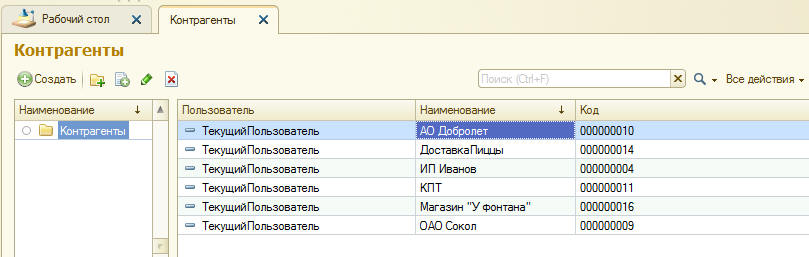 Рабочий стол
Контрагенты
Контрагенты
Создать
Поиск (Ctrl+F)
Все действия
Наименование
Контрагенты
Пользователь Наименование Код
ТекущийПользователь АО Добролет 000000010
ТекущийПользователь ДоставкаПиццы 000000014
ТекущийПользователь ИП Иванов 000000004
ТекущийПользователь КПТ 000000011
ТекущийПользователь Магазин "У фонтана" 000000016
ТекущийПользователь ОАО Сокол 000000009